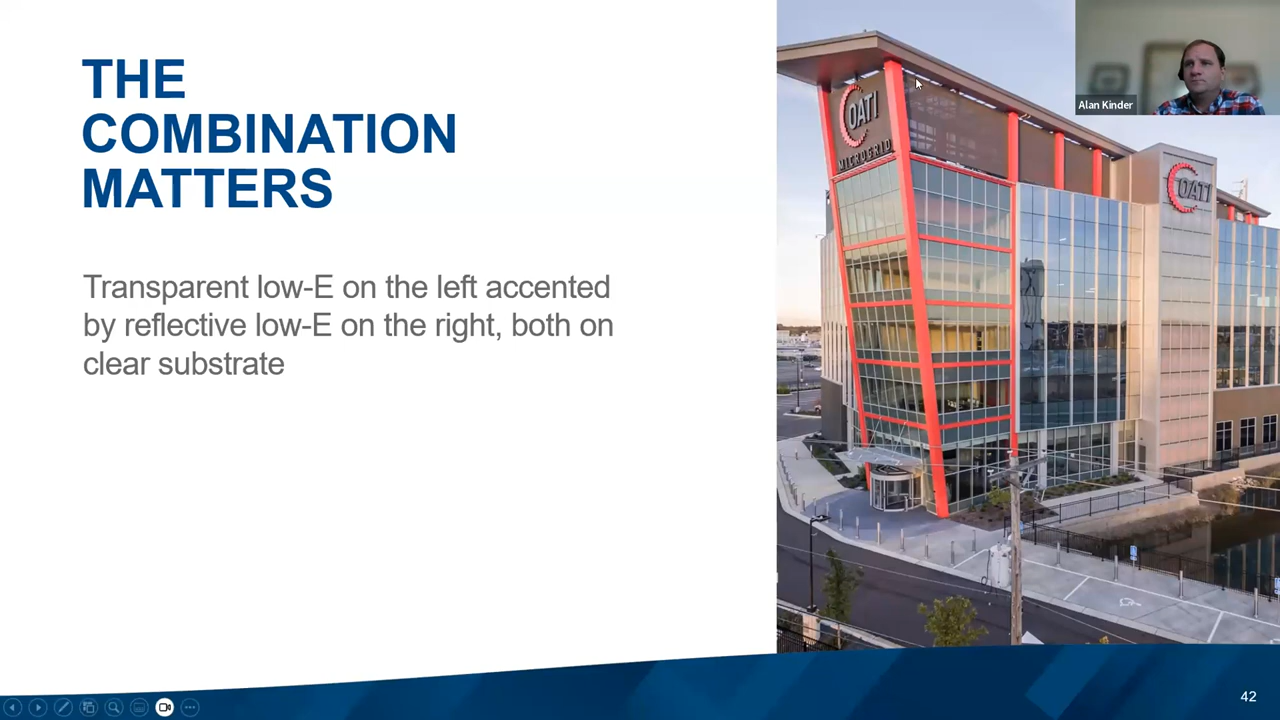 THE
COMBINATION
MATTERS
Transparent low-E on the left accented
by reflective low-E on the right, both on
clear substrate
OATI
MICROGRID
OATI
Alan Kinder
42